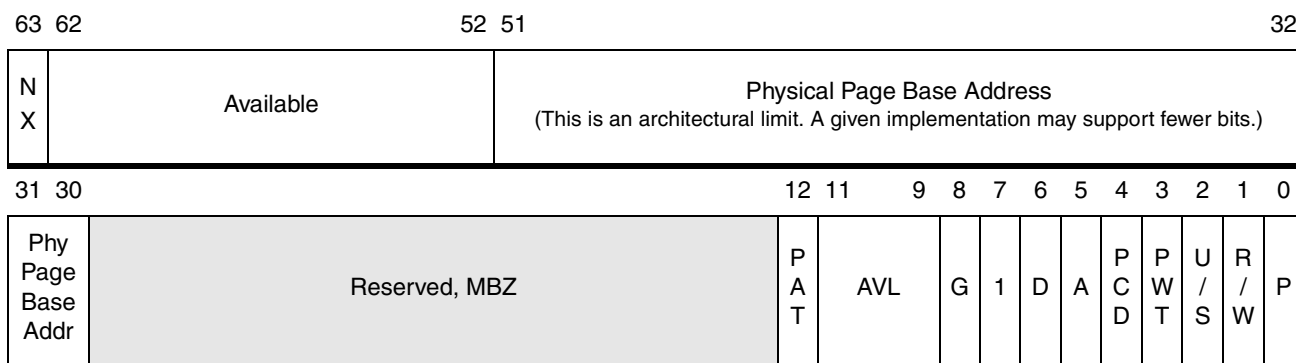 63 62 52 51 32
N
X
Available
Physical Page Base Address
(This is an architectural limit. A given implementation may support fewer bits.)
31 30 12 11 9 8 7 6 5 4 3 2 1 0
Phy
Page
Base
Addr
Reserved, MBZ
P
A
T
AVL
G
1
D
A
P
C
D
P
W
T
U
/
S
R
/
W
P